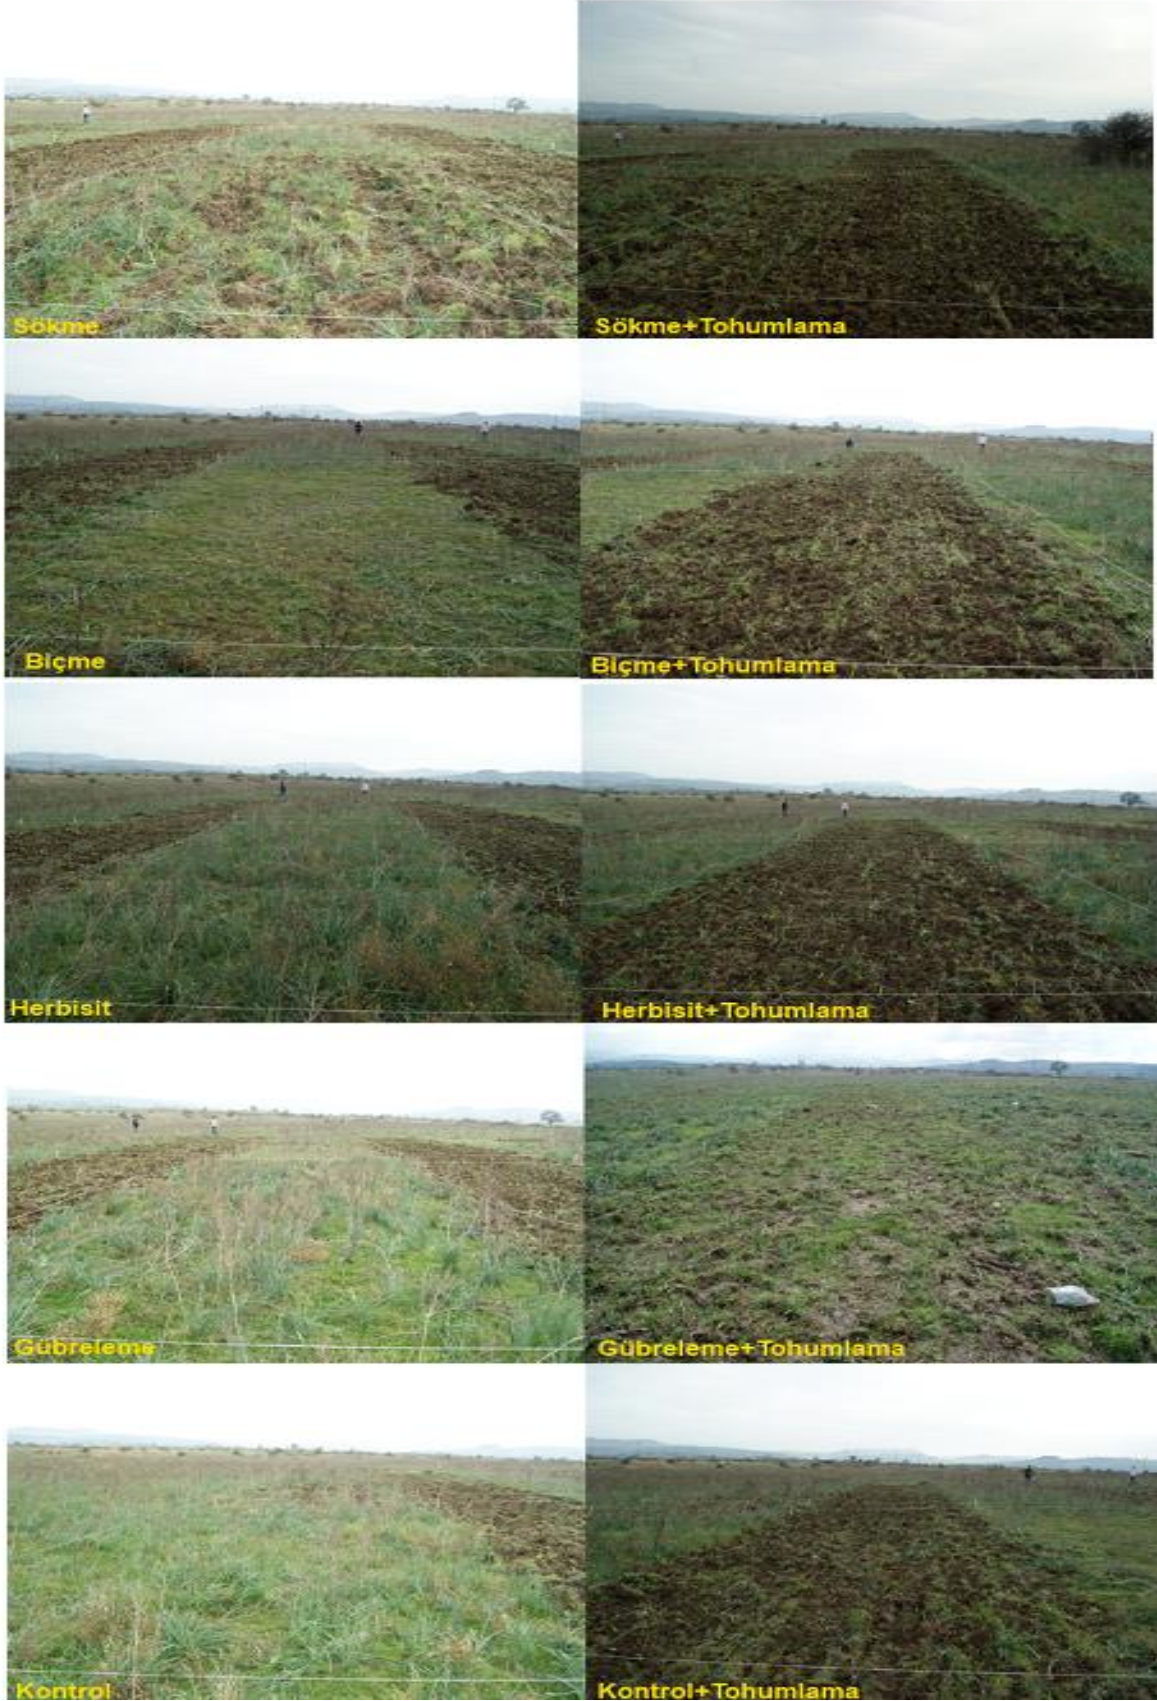 Sökme
Sökme+Tohumlama
Biçme
Biçme+Tohumlama
Herbisit
Herbisit+Tohumlama
Gübreleme
Gübreleme+Tohumlama
Kontrol
Kontrol+Tohumlama